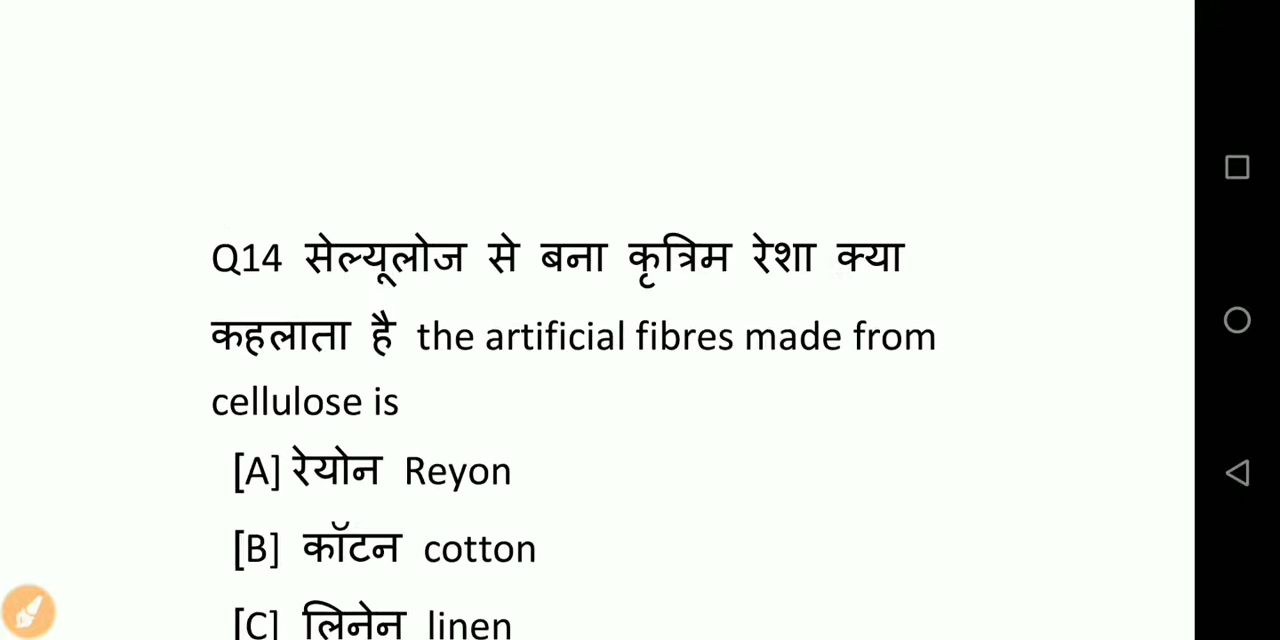 Q14 सेल्यूलोज से बना कृत्रिम रेशा क्या
कहलाता है the artificial fibres made from
cellulose is
[A] रेयोन Reyon
[B] कॉटन cotton
[C] लिनेन linen